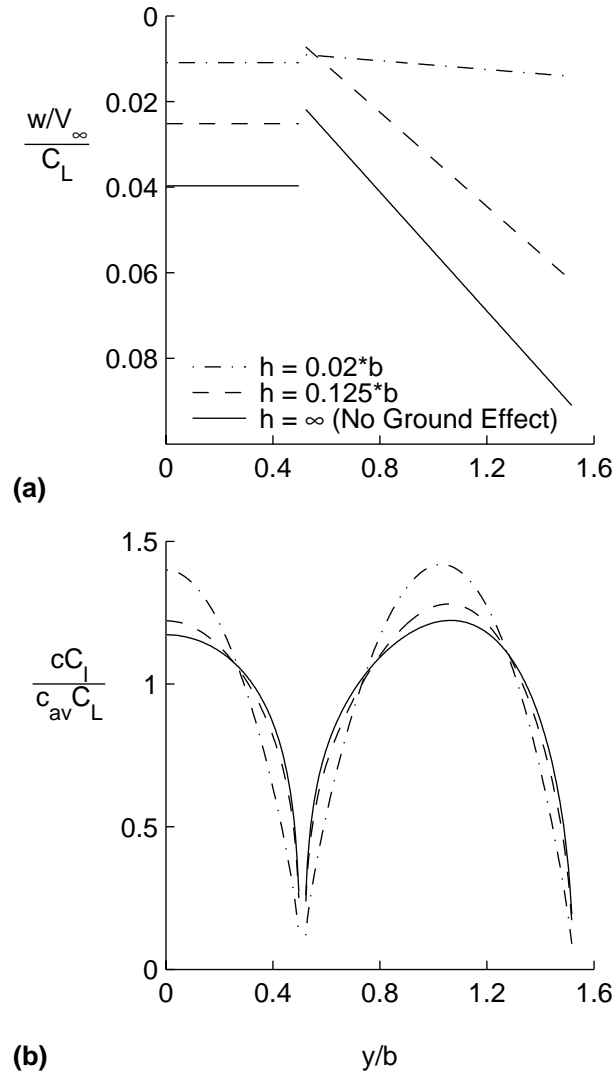 0
0.02
w/V∞
C_L
0.04
0.06
0.08
h = 0.02*b
h = 0.125*b
h = ∞ (No Ground Effect)
0 0.4 0.8 1.2 1.6
(a)
1.5
1
cC_l
c_avC_L
0.5
0
0 0.4 0.8 1.2 1.6
(b) y/b